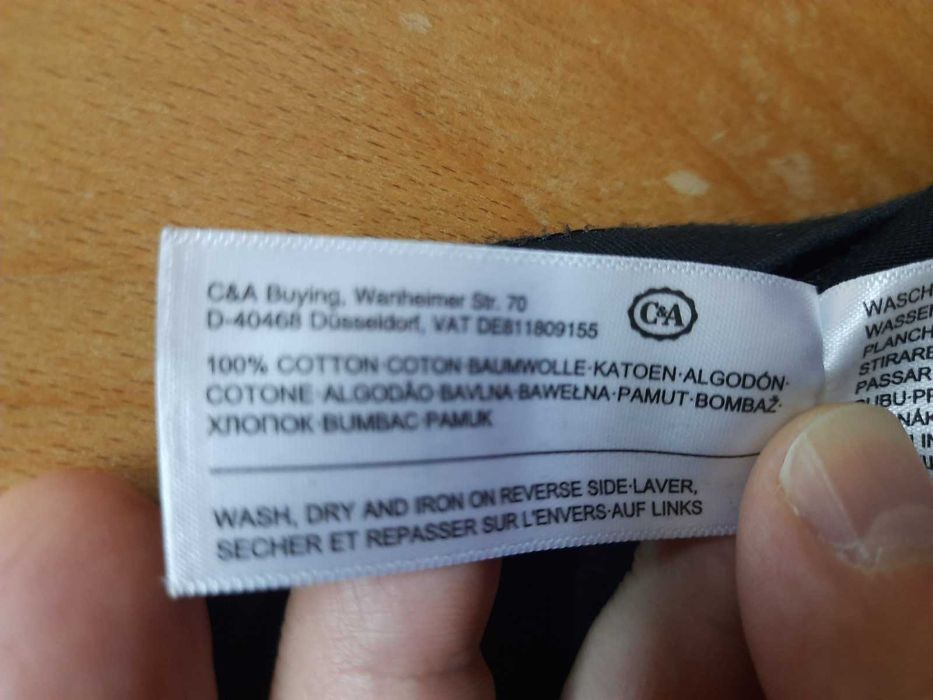 C&A Buying, Wanheimer Str. 70
D-40468 Düsseldorf, VAT DE811809155
C&A
100% COTTON·COTON·BAUMWOLLE·KATOEN·ALGODÓN·
COTONE·ALGODÃO·BAVLNA·BAWEŁNA·PAMUT·BOMBAŽ·
ХЛОПОК·BUMBAC·PAMUK
WASH, DRY AND IRON ON REVERSE SIDE·LAVER,
SECHER ET REPASSER SUR L'ENVERS·AUF LINKS
WASCH
WASSE
PLANCH
STIRARE
PASSAR